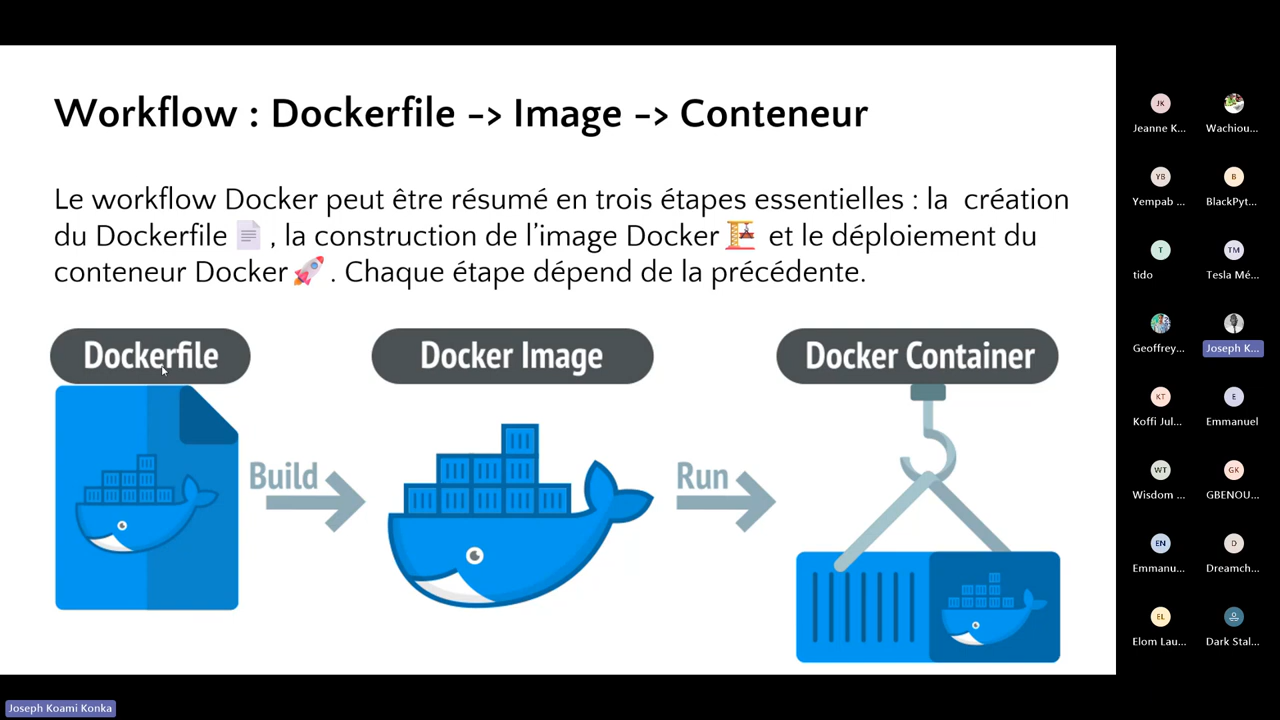 Workflow : Dockerfile -> Image -> Conteneur
Le workflow Docker peut être résumé en trois étapes essentielles : la création
du Dockerfile 📄 , la construction de l’image Docker 🏗️ et le déploiement du
conteneur Docker 🚀 . Chaque étape dépend de la précédente.
Dockerfile
Docker Image
Docker Container
Build
Run
JK
Jeanne K...
Wachiou...
YB
Yempab ...
B
BlackPyt...
T
tido
TM
Tesla Mé...
Geoffrey...
Joseph K...
KT
Koffi Jul...
E
Emmanuel
WT
Wisdom ...
GK
GBENOU...
EN
Emmanu...
D
Dreamch...
EL
Elom Lau...
Dark Stal...
Joseph Koami Konka